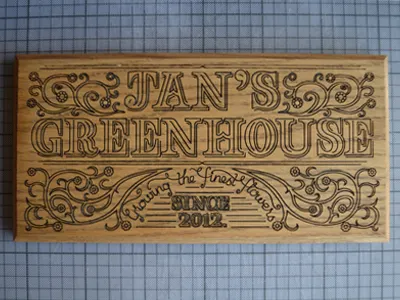 JAN'S
GREENHOUSE
Growing the finest flowers
SINCE
2012.